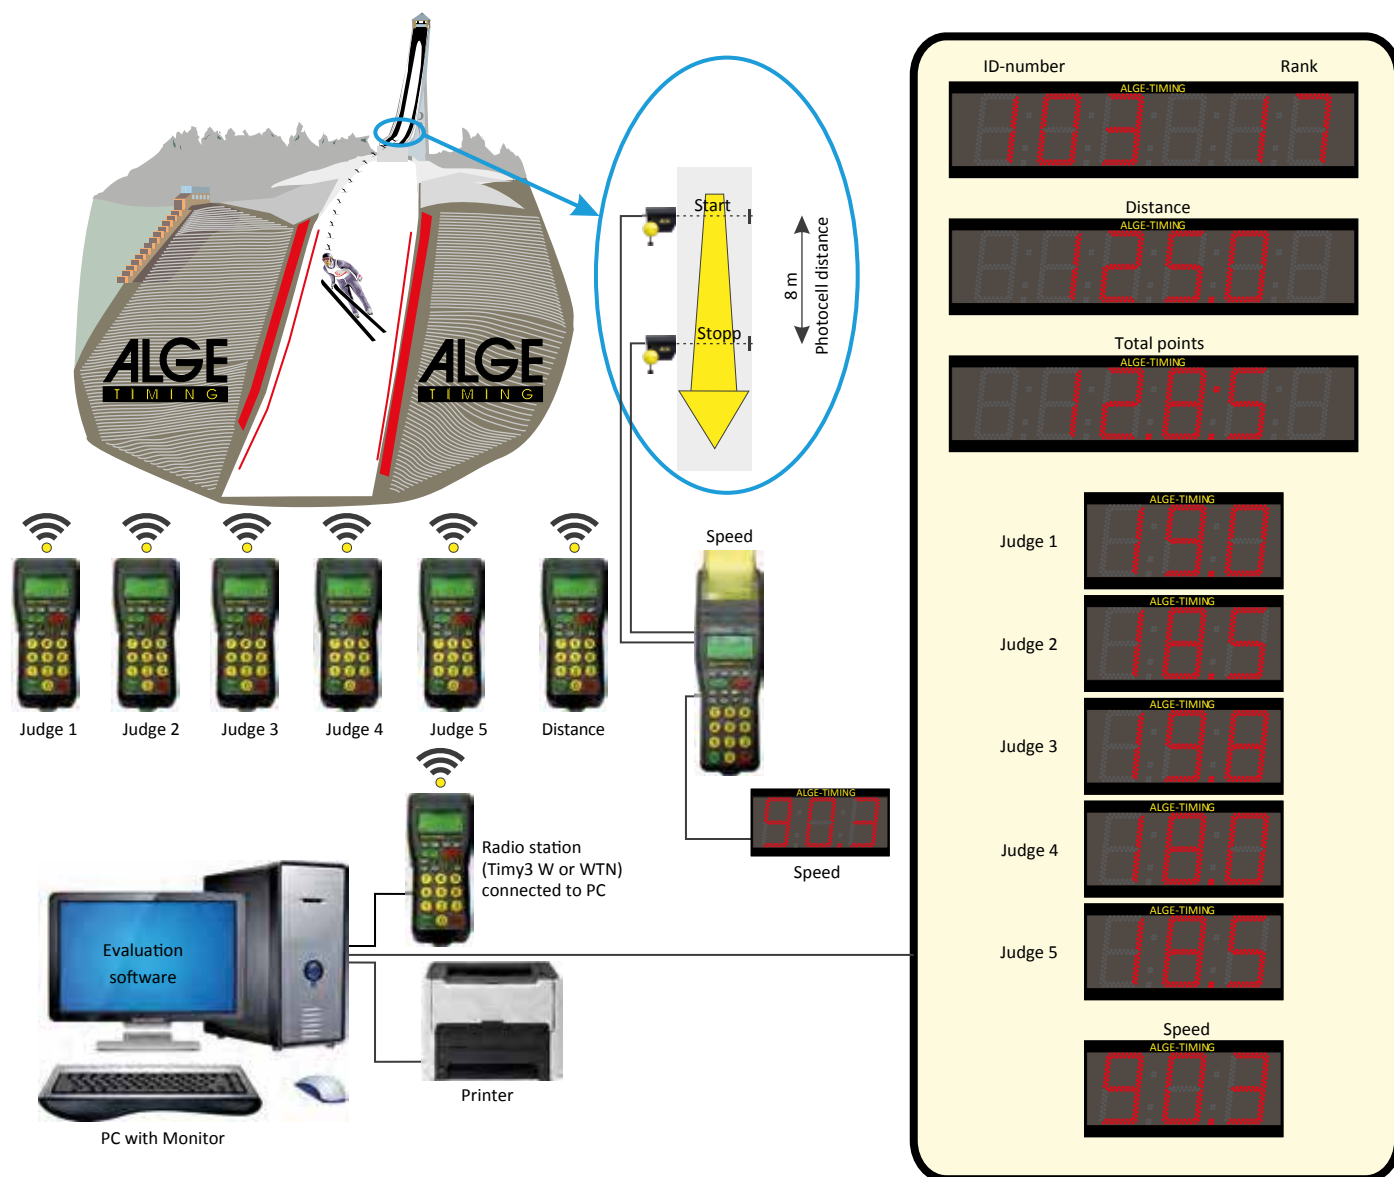 ID-number Rank
ALGE-TIMING
103 17
Distance
ALGE-TIMING
125.0
Total points
ALGE-TIMING
128.5
Start
Stopp
8 m
Photocell distance
ALGE
TIMING
ALGE
TIMING
Speed
Judge 1
Judge 2
Judge 3
Judge 4
Judge 5
Distance
ALGE-TIMING
90.3
Speed
Radio station
(Timy3 W or WTN)
connected to PC
Evaluation
software
PC with Monitor
Printer
ALGE-TIMING
Judge 1 19.0
ALGE-TIMING
Judge 2 18.5
ALGE-TIMING
Judge 3 19.8
ALGE-TIMING
Judge 4 18.0
ALGE-TIMING
Judge 5 18.5
Speed
ALGE-TIMING
90.3